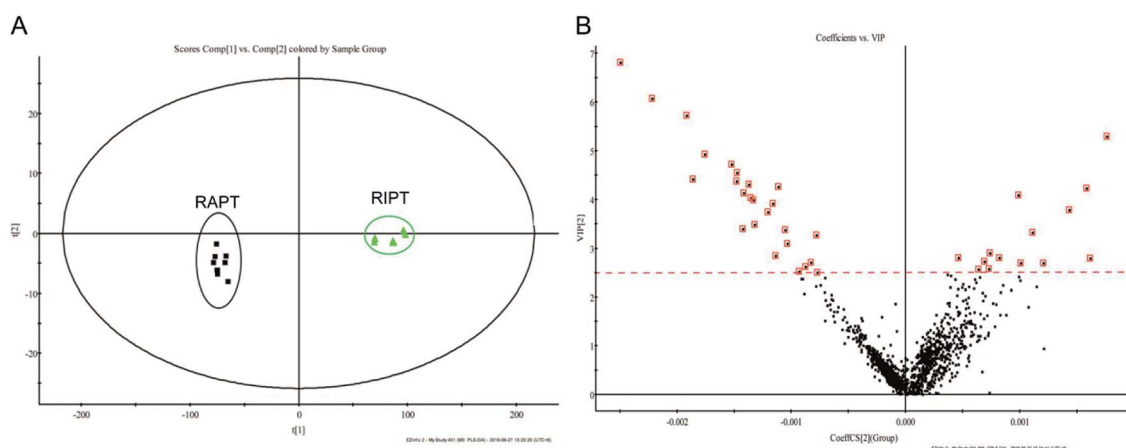 A
Scores Comp[1] vs. Comp[2] colored by Sample Group
t[2]
20
10
0
-10
-20
RAPT
RIPT
-200
-100
0
100
200
t[1]
B
Coefficients vs. VIP
VIP[2]
7
6
5
4
3
2
1
0
-0.002
-0.001
0.000
0.001
CoeffCS[2](Group)